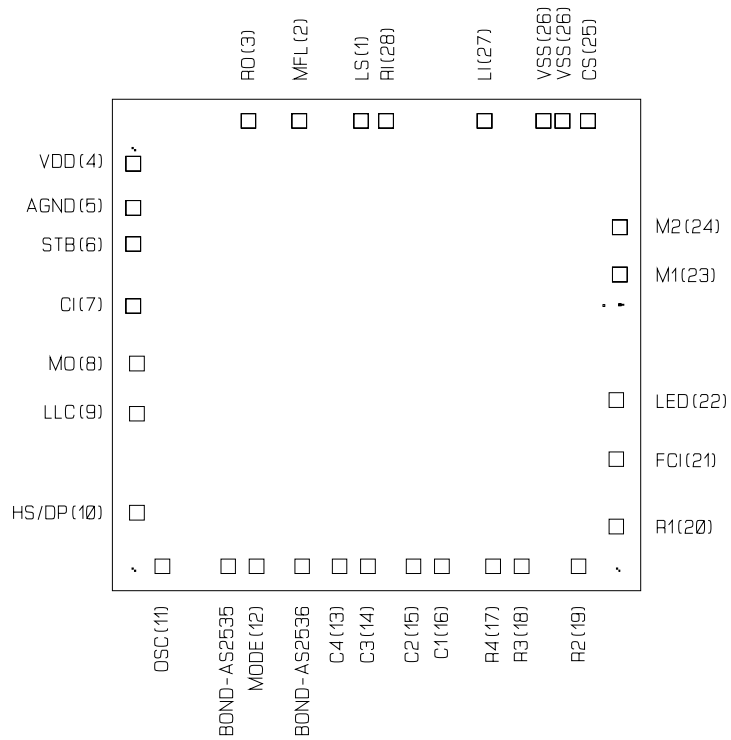 RO(3)
MFL(2)
LS(1)
RI(28)
LI(27)
VSS(26)
VSS(26)
CS(25)
VDD(4)
AGND(5)
STB(6)
CI(7)
MO(8)
LLC(9)
HS/DP(10)
M2(24)
M1(23)
LED(22)
FCI(21)
R1(20)
OSC(11)
BOND-AS2535
MODE(12)
BOND-AS2536
C4(13)
C3(14)
C2(15)
C1(16)
R4(17)
R3(18)
R2(19)